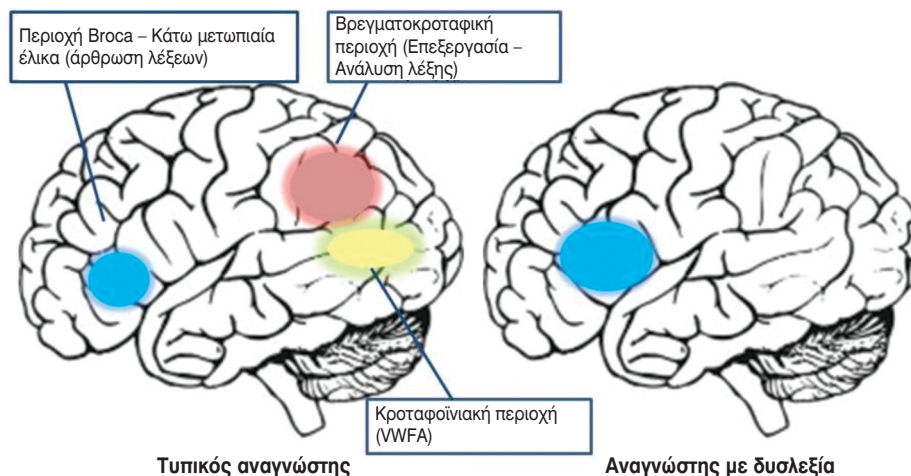 Περιοχή Broca – Κάτω μετωπιαία
έλικα (άρθρωση λέξεων)
Βρεγματοκροταφική
περιοχή (Επεξεργασία –
Ανάλυση λέξης)
Κροταφοϊνιακή περιοχή
(VWFA)
Τυπικός αναγνώστης
Αναγνώστης με δυσλεξία